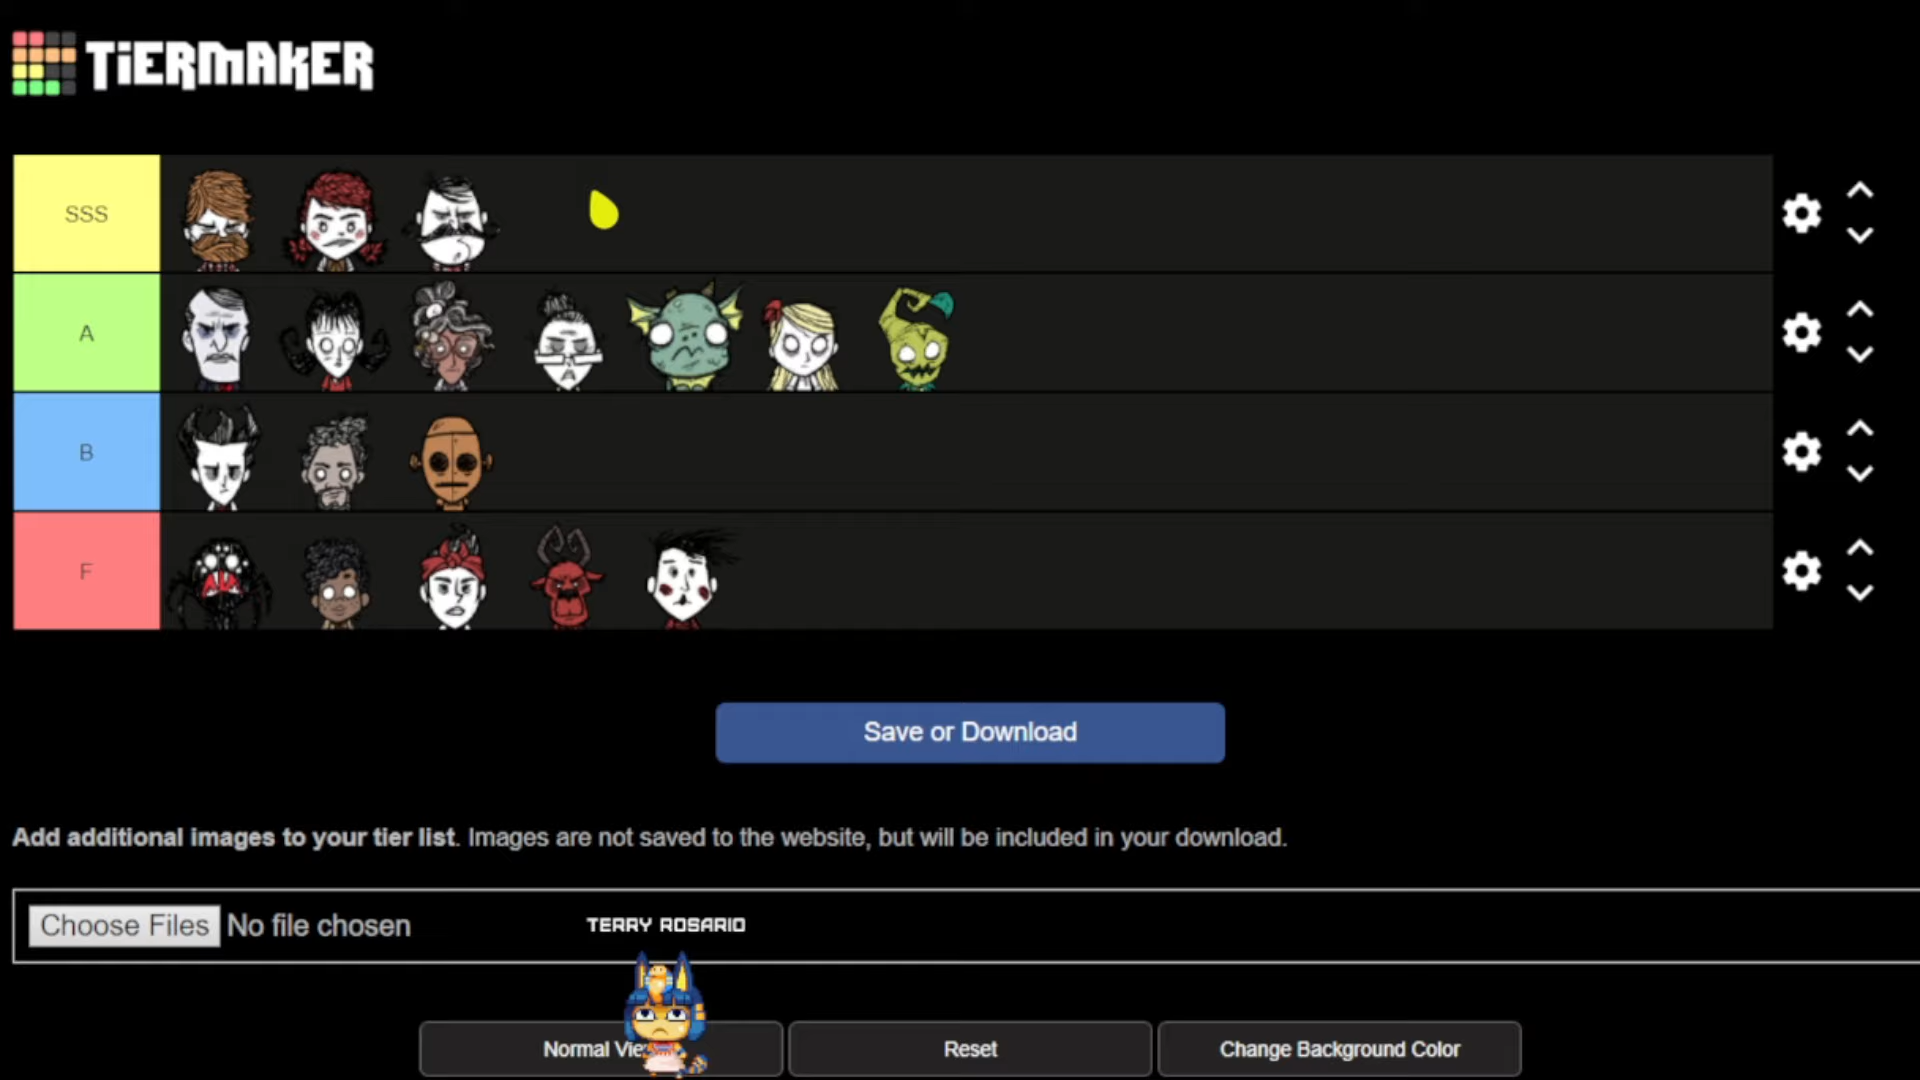 TIERMAKER
SSS
A
B
F
Save or Download
Add additional images to your tier list. Images are not saved to the website, but will be included in your download.
Choose Files No file chosen
TERRY ROSARIO
Normal Vie
Reset
Change Background Color